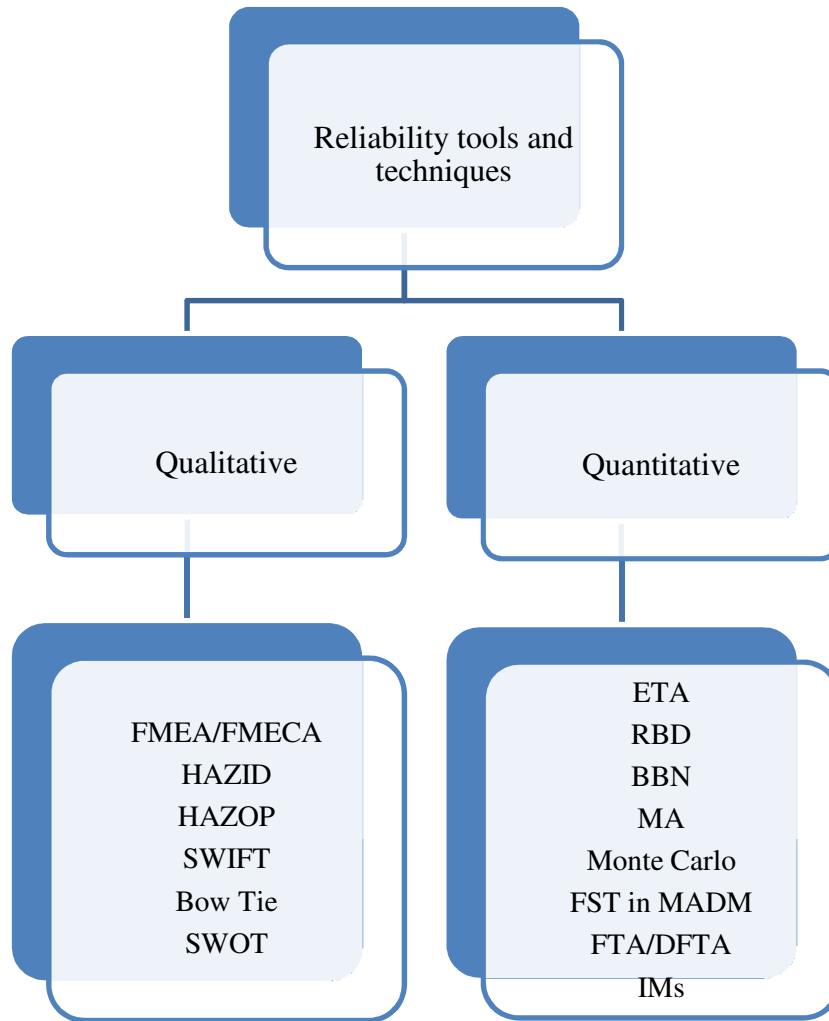 Reliability tools and
techniques
Qualitative
Quantitative
FMEA/FMECA
HAZID
HAZOP
SWIFT
Bow Tie
SWOT
ETA
RBD
BBN
MA
Monte Carlo
FST in MADM
FTA/DFTA
IMs